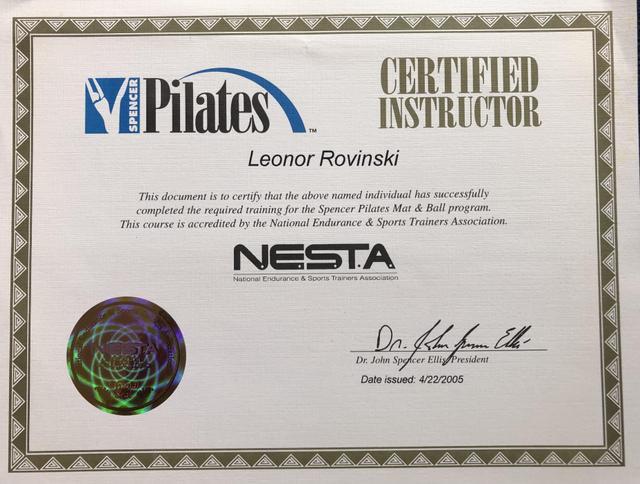 SPENCER
Pilates™
CERTIFIED
INSTRUCTOR
Leonor Rovinski
This document is to certify that the above named individual has successfully
completed the required training for the Spencer Pilates Mat & Ball program.
This course is accredited by the National Endurance & Sports Trainers Association.
NESTA
National Endurance & Sports Trainers Association
NESTA
Dr. John Spencer Ellis
Dr. John Spencer Ellis, President
Date issued: 4/22/2005